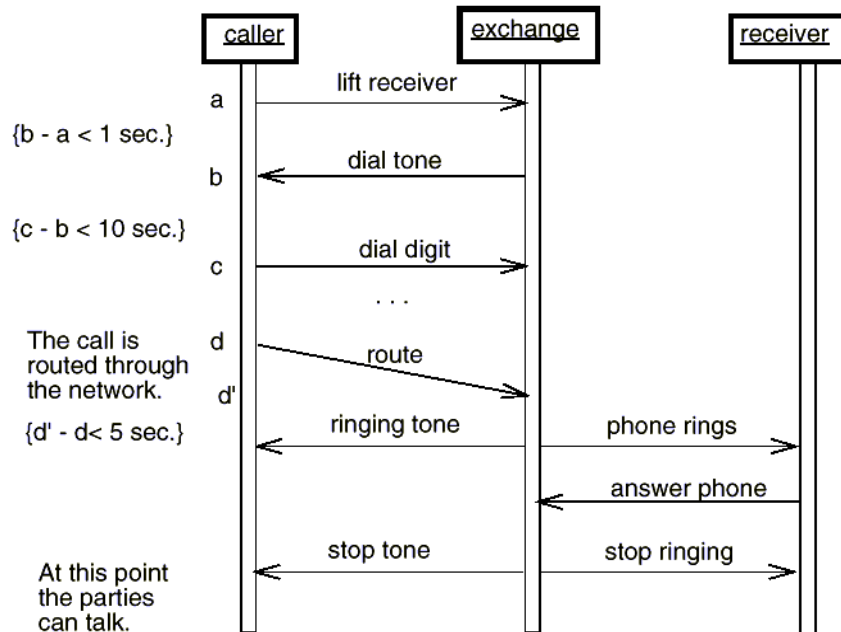 caller
exchange
receiver
a
lift receiver
{b - a < 1 sec.}
dial tone
b
{c - b < 10 sec.}
dial digit
c
. . .
The call is
routed through
the network.
d
route
d'
{d' - d< 5 sec.}
ringing tone
phone rings
answer phone
stop tone
stop ringing
At this point
the parties
can talk.